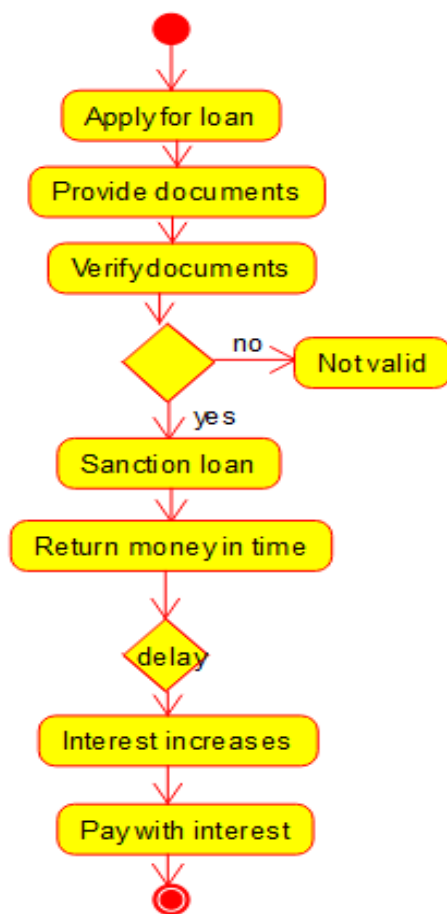 Apply for loan
Provide documents
Verify documents
no
Not valid
yes
Sanction loan
Return money in time
delay
Interest increases
Pay with interest